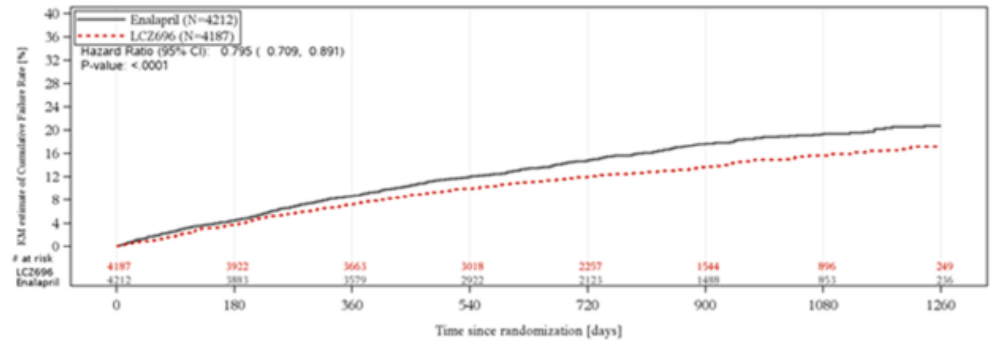 Enalapril (N=4212)
LCZ696 (N=4187)
Hazard Ratio (95% CI): 0.795 ( 0.709, 0.891)
P-value: <.0001
KM estimate of Cumulative Failure Rate [%]
40
36
32
28
24
20
16
12
8
4
0
# at risk
LCZ696 4187 3922 3663 3018 2257 1544 896 249
Enalapril 4212 3883 3579 2922 2123 1488 853 236
0 180 360 540 720 900 1080 1260
Time since randomization [days]